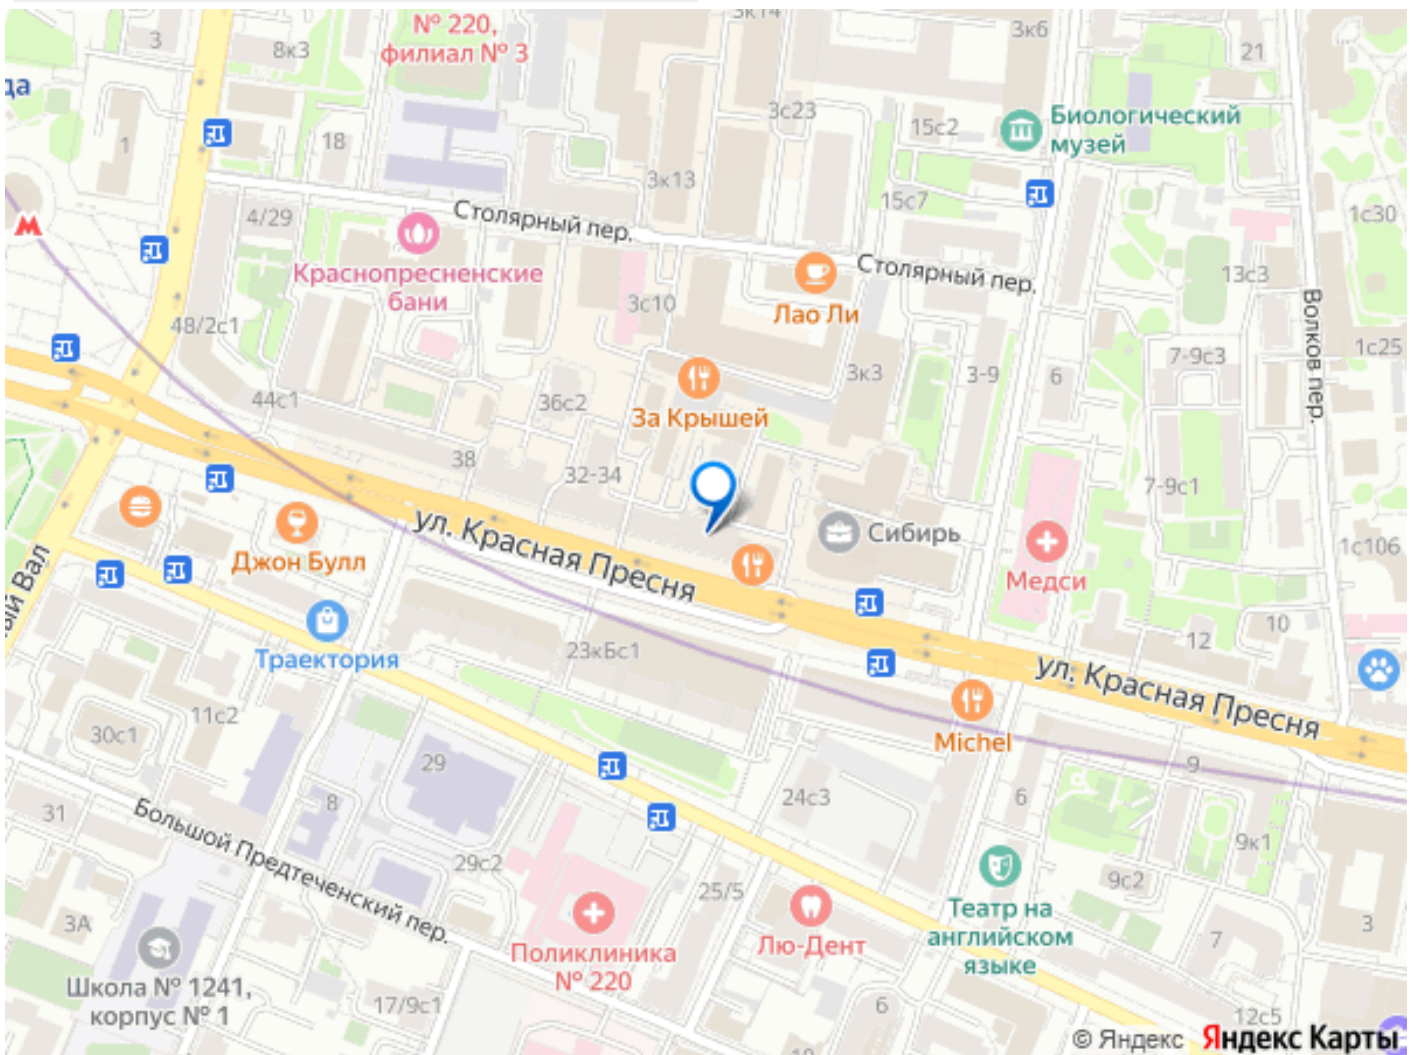 3к14
№ 220,
филиал № 3
3
8к3
3к6
21
да
1
18
3с23
15с2
Биологический
музей
3к13
15с7
1с30
4/29
Столярный пер.
Краснопресненские
бани
Столярный пер.
13с3
3с10
Лао Ли
Волков пер.
48/2с1
1с25
7-9с3
3к3
3-9
6
44с1
36с2
За Крышей
38
32-34
7-9с1
ул. Красная Пресня
Сибирь
1с106
Джон Булл
Медси
ый Вал
10
12
23кБс1
Траектория
ул. Красная Пресня
11с2
30с1
Michel
29
9
24с3
6
8
31
Большой Предтеченский пер.
9к1
29с2
9с2
25/5
3А
Театр на
английском
языке
3
Поликлиника
№ 220
Лю-Дент
7
Школа № 1241,
корпус № 1
17/9с1
6
12с5
© Яндекс Яндекс Карты